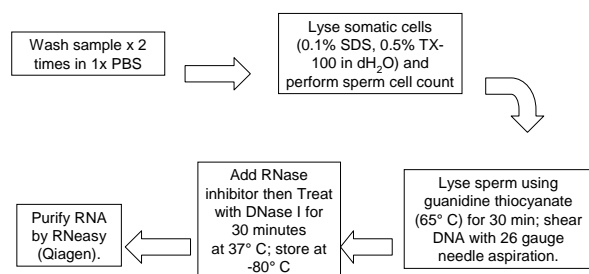 Wash sample x 2
times in 1x PBS
Lyse somatic cells
(0.1% SDS, 0.5% TX-
100 in dH₂O) and
perform sperm cell count
Lyse sperm using
guanidine thiocyanate
(65° C) for 30 min; shear
DNA with 26 gauge
needle aspiration.
Add RNase
inhibitor then Treat
with DNase I for
30 minutes
at 37° C; store at
-80° C
Purify RNA
by RNeasy
(Qiagen).